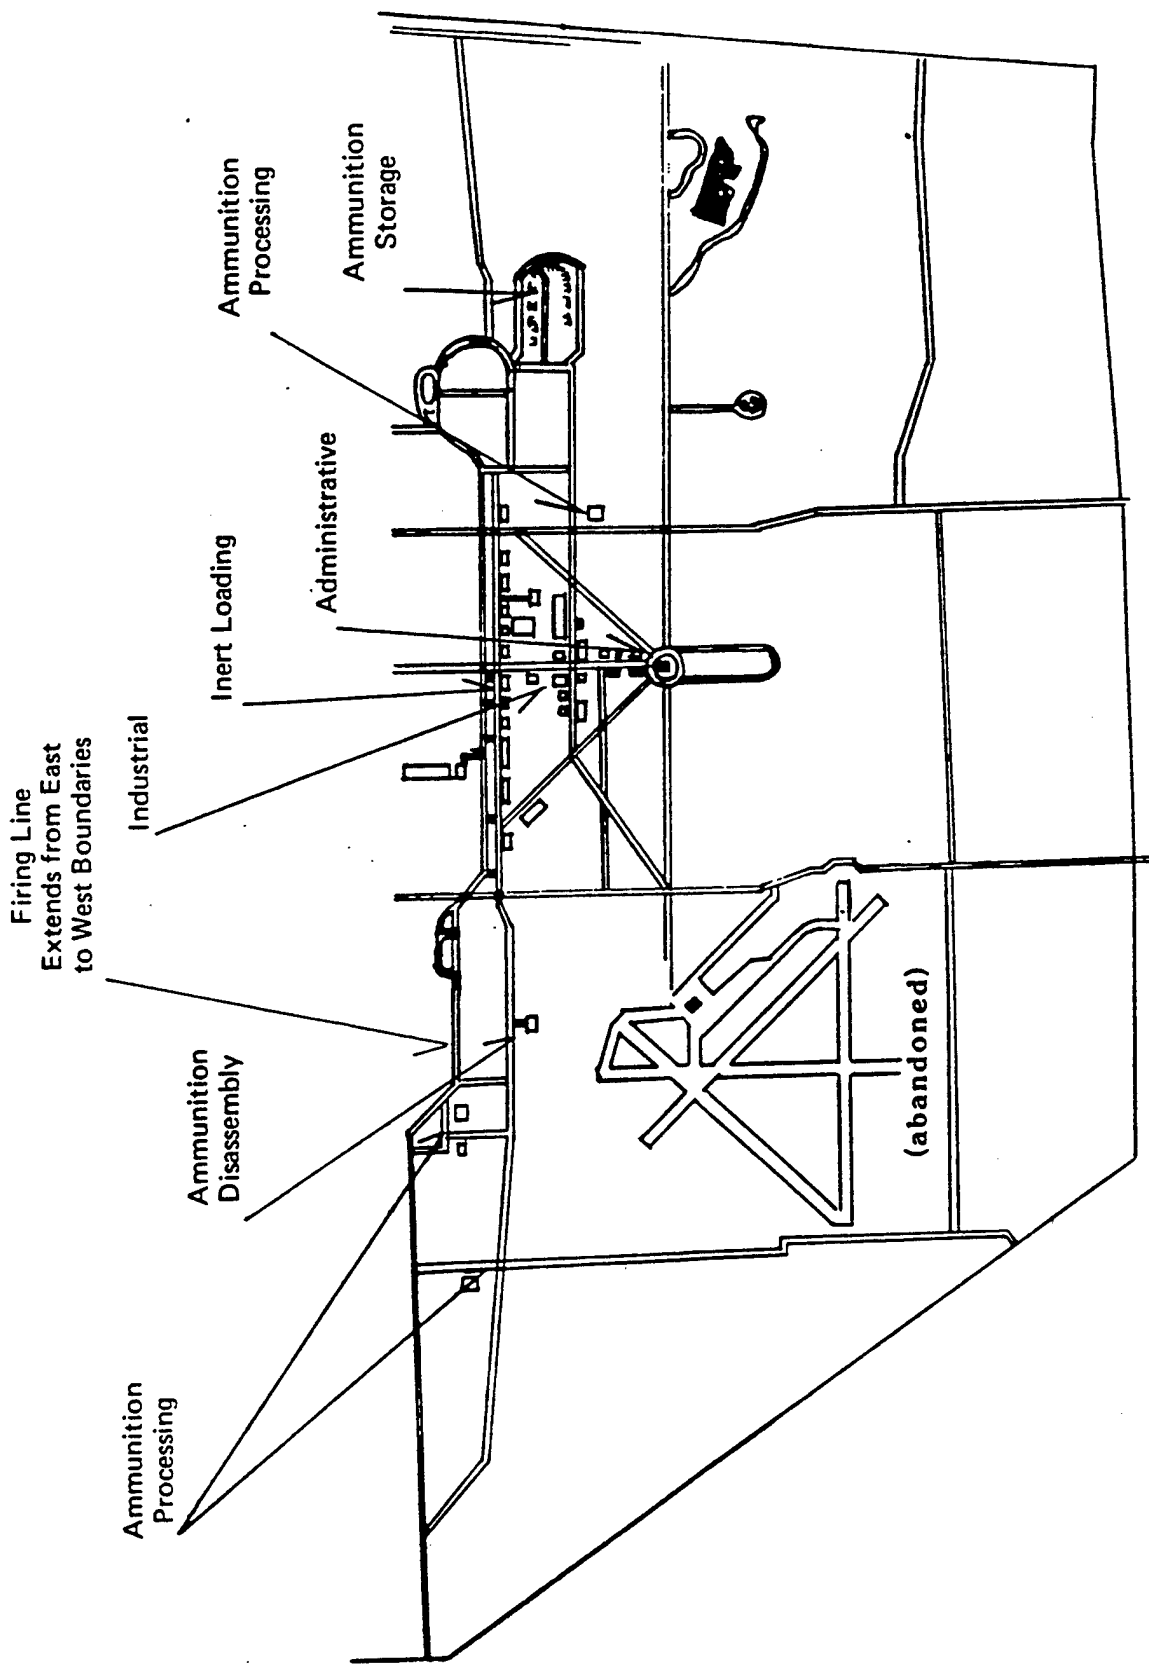 Firing Line
Extends from East
to West Boundaries
Ammunition
Processing
Ammunition
Disassembly
Industrial
Inert Loading
Administrative
Ammunition
Processing
Ammunition
Storage
(abandoned)